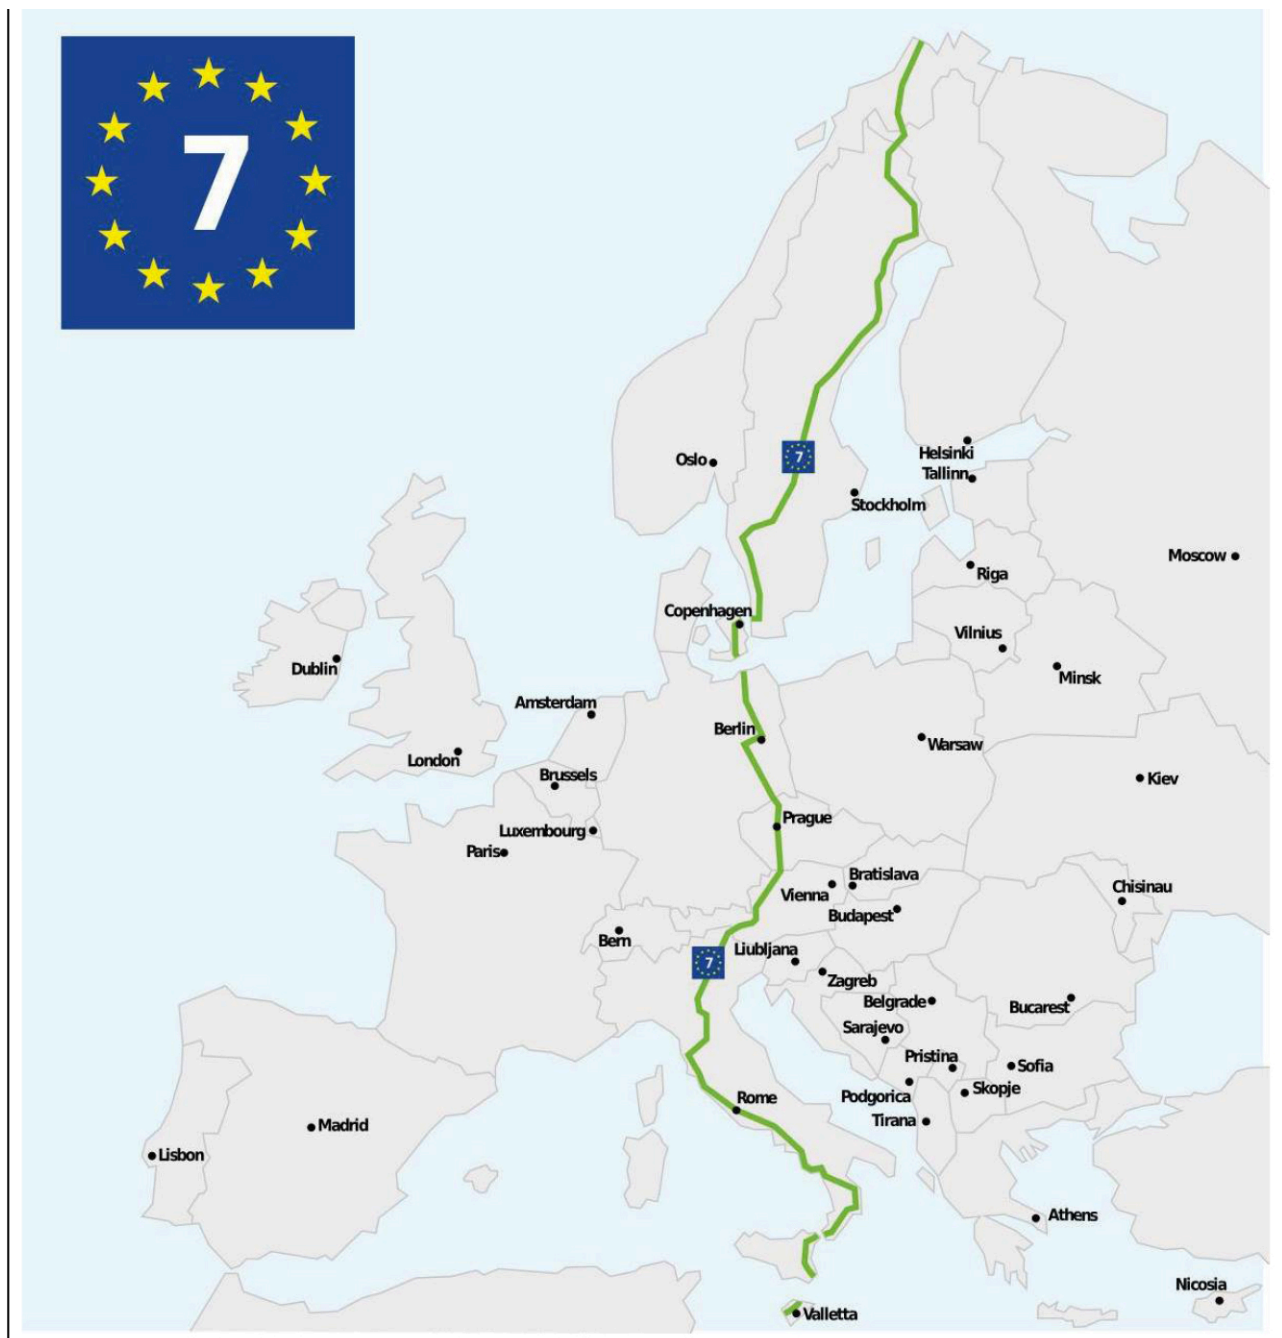 7
7
Oslo
Helsinki
Tallinn
Stockholm
Moscow
Riga
Copenhagen
Vilnius
Dublin
Minsk
Amsterdam
Berlin
Warsaw
London
Brussels
Kiev
Prague
Luxembourg
Paris
Bratislava
Chisinau
Vienna
Budapest
Bern
Liubljana
7
Zagreb
Belgrade
Bucarest
Sarajevo
Pristina
Sofia
Skopje
Podgorica
Rome
Tirana
Madrid
Lisbon
Athens
Nicosia
Valletta